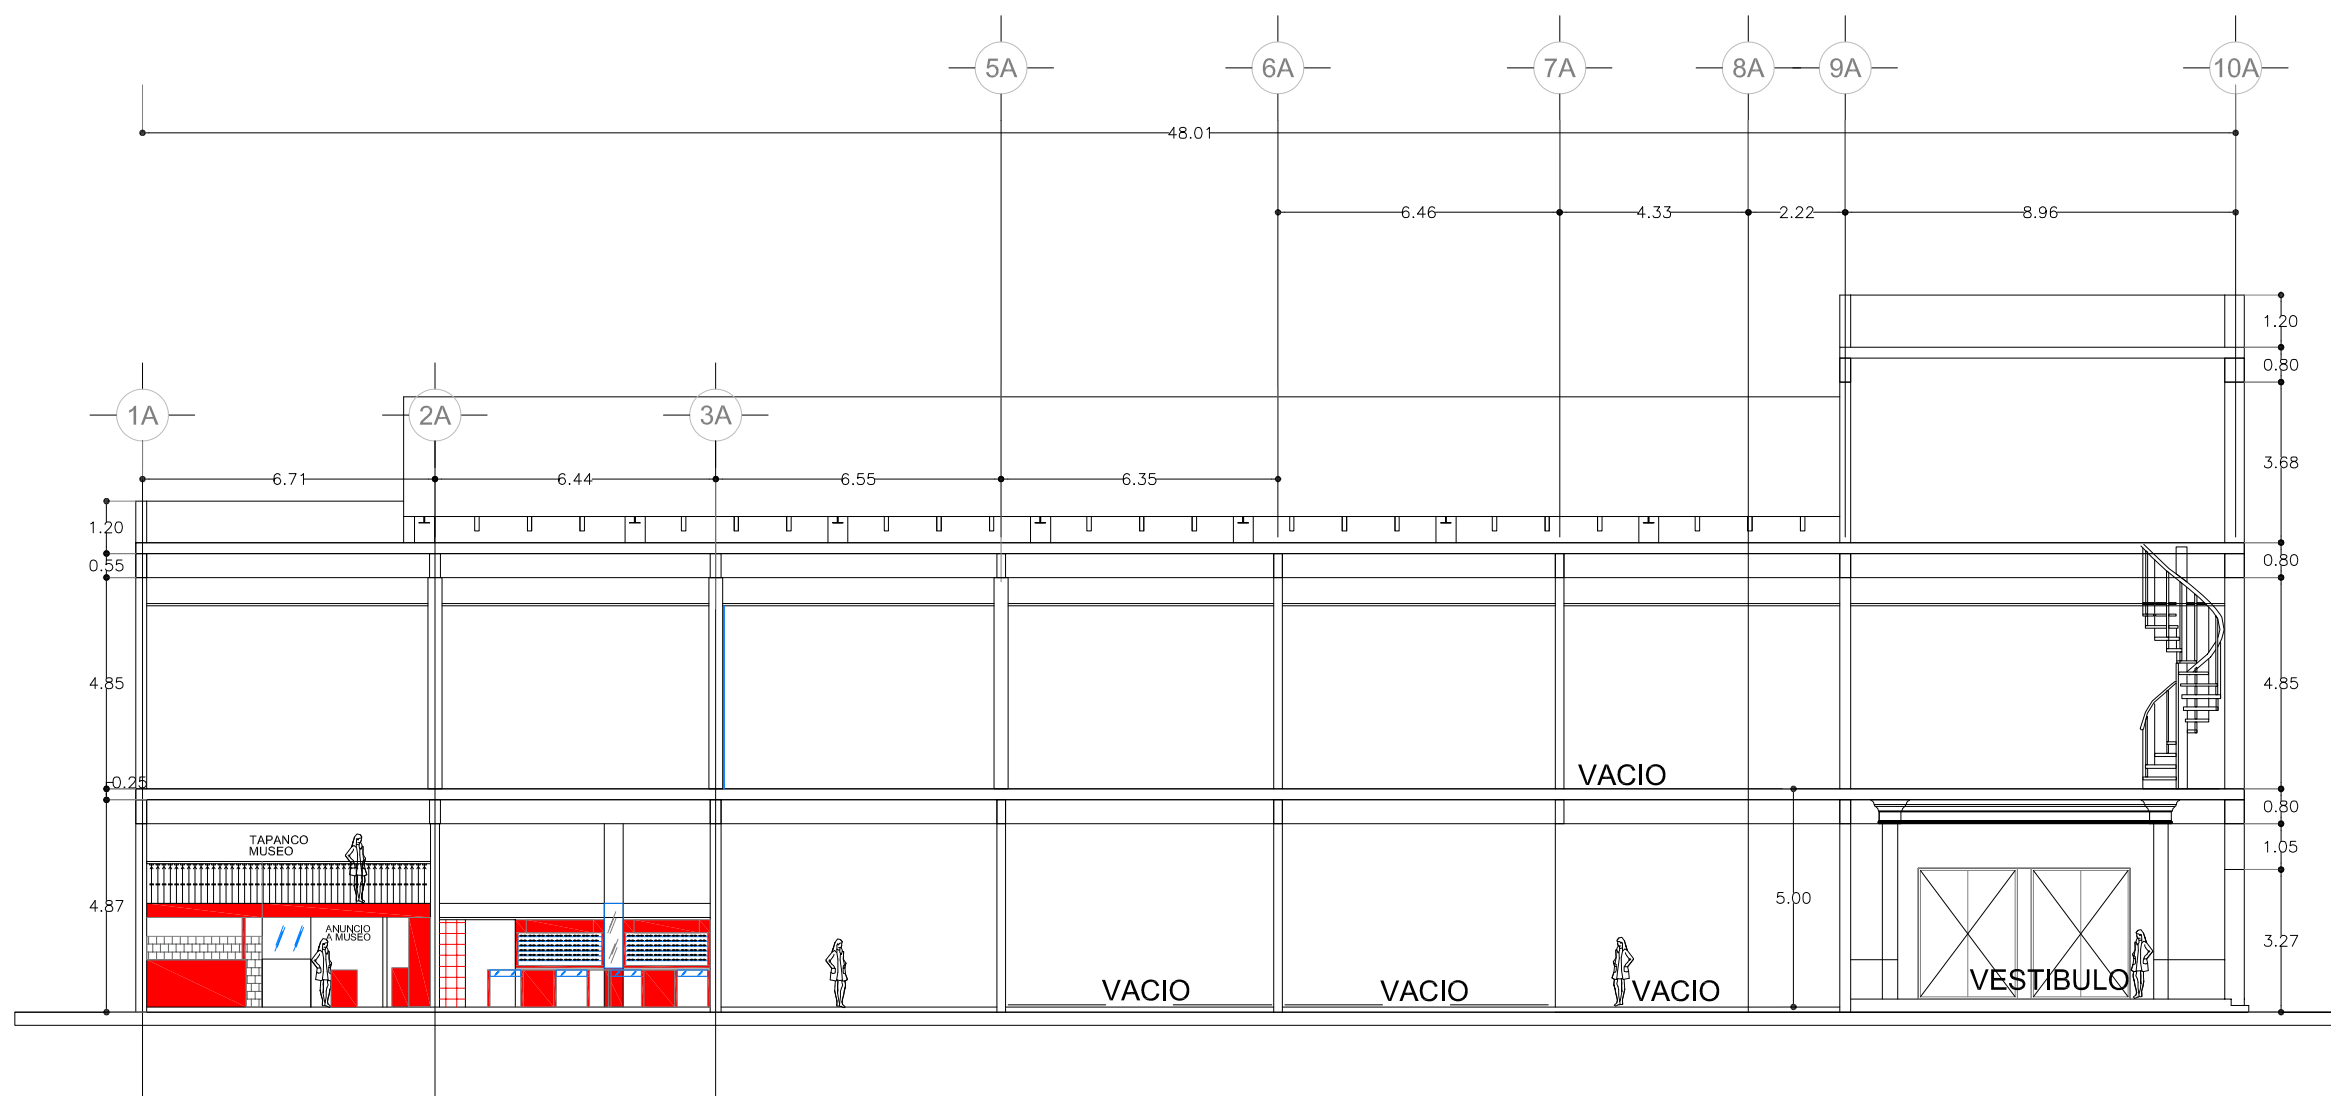 5A
6A
7A
8A
9A
10A
48.01
6.46
4.33
2.22
8.96
1.20
0.80
1A
2A
3A
3.68
6.71
6.44
6.55
6.35
1.20
0.55
0.80
4.85
4.85
VACIO
0.25
0.80
TAPANCO
MUSEO
1.05
4.87
5.00
ANUNCIO
A MUSEO
3.27
VACIO
VACIO
VACIO
VESTIBULO